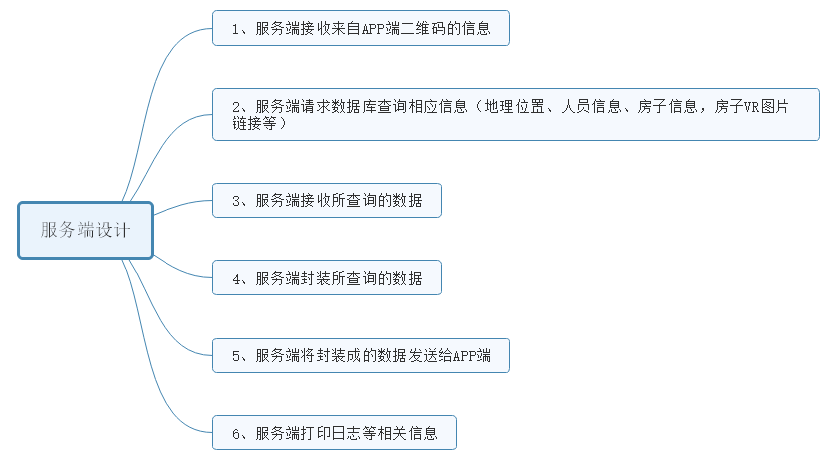 1、服务端接收来自APP端二维码的信息
2、服务端请求数据库查询相应信息（地理位置、人员信息、房子信息，房子VR图片
链接等）
3、服务端接收所查询的数据
服务端设计
4、服务端封装所查询的数据
5、服务端将封装成的数据发送给APP端
6、服务端打印日志等相关信息